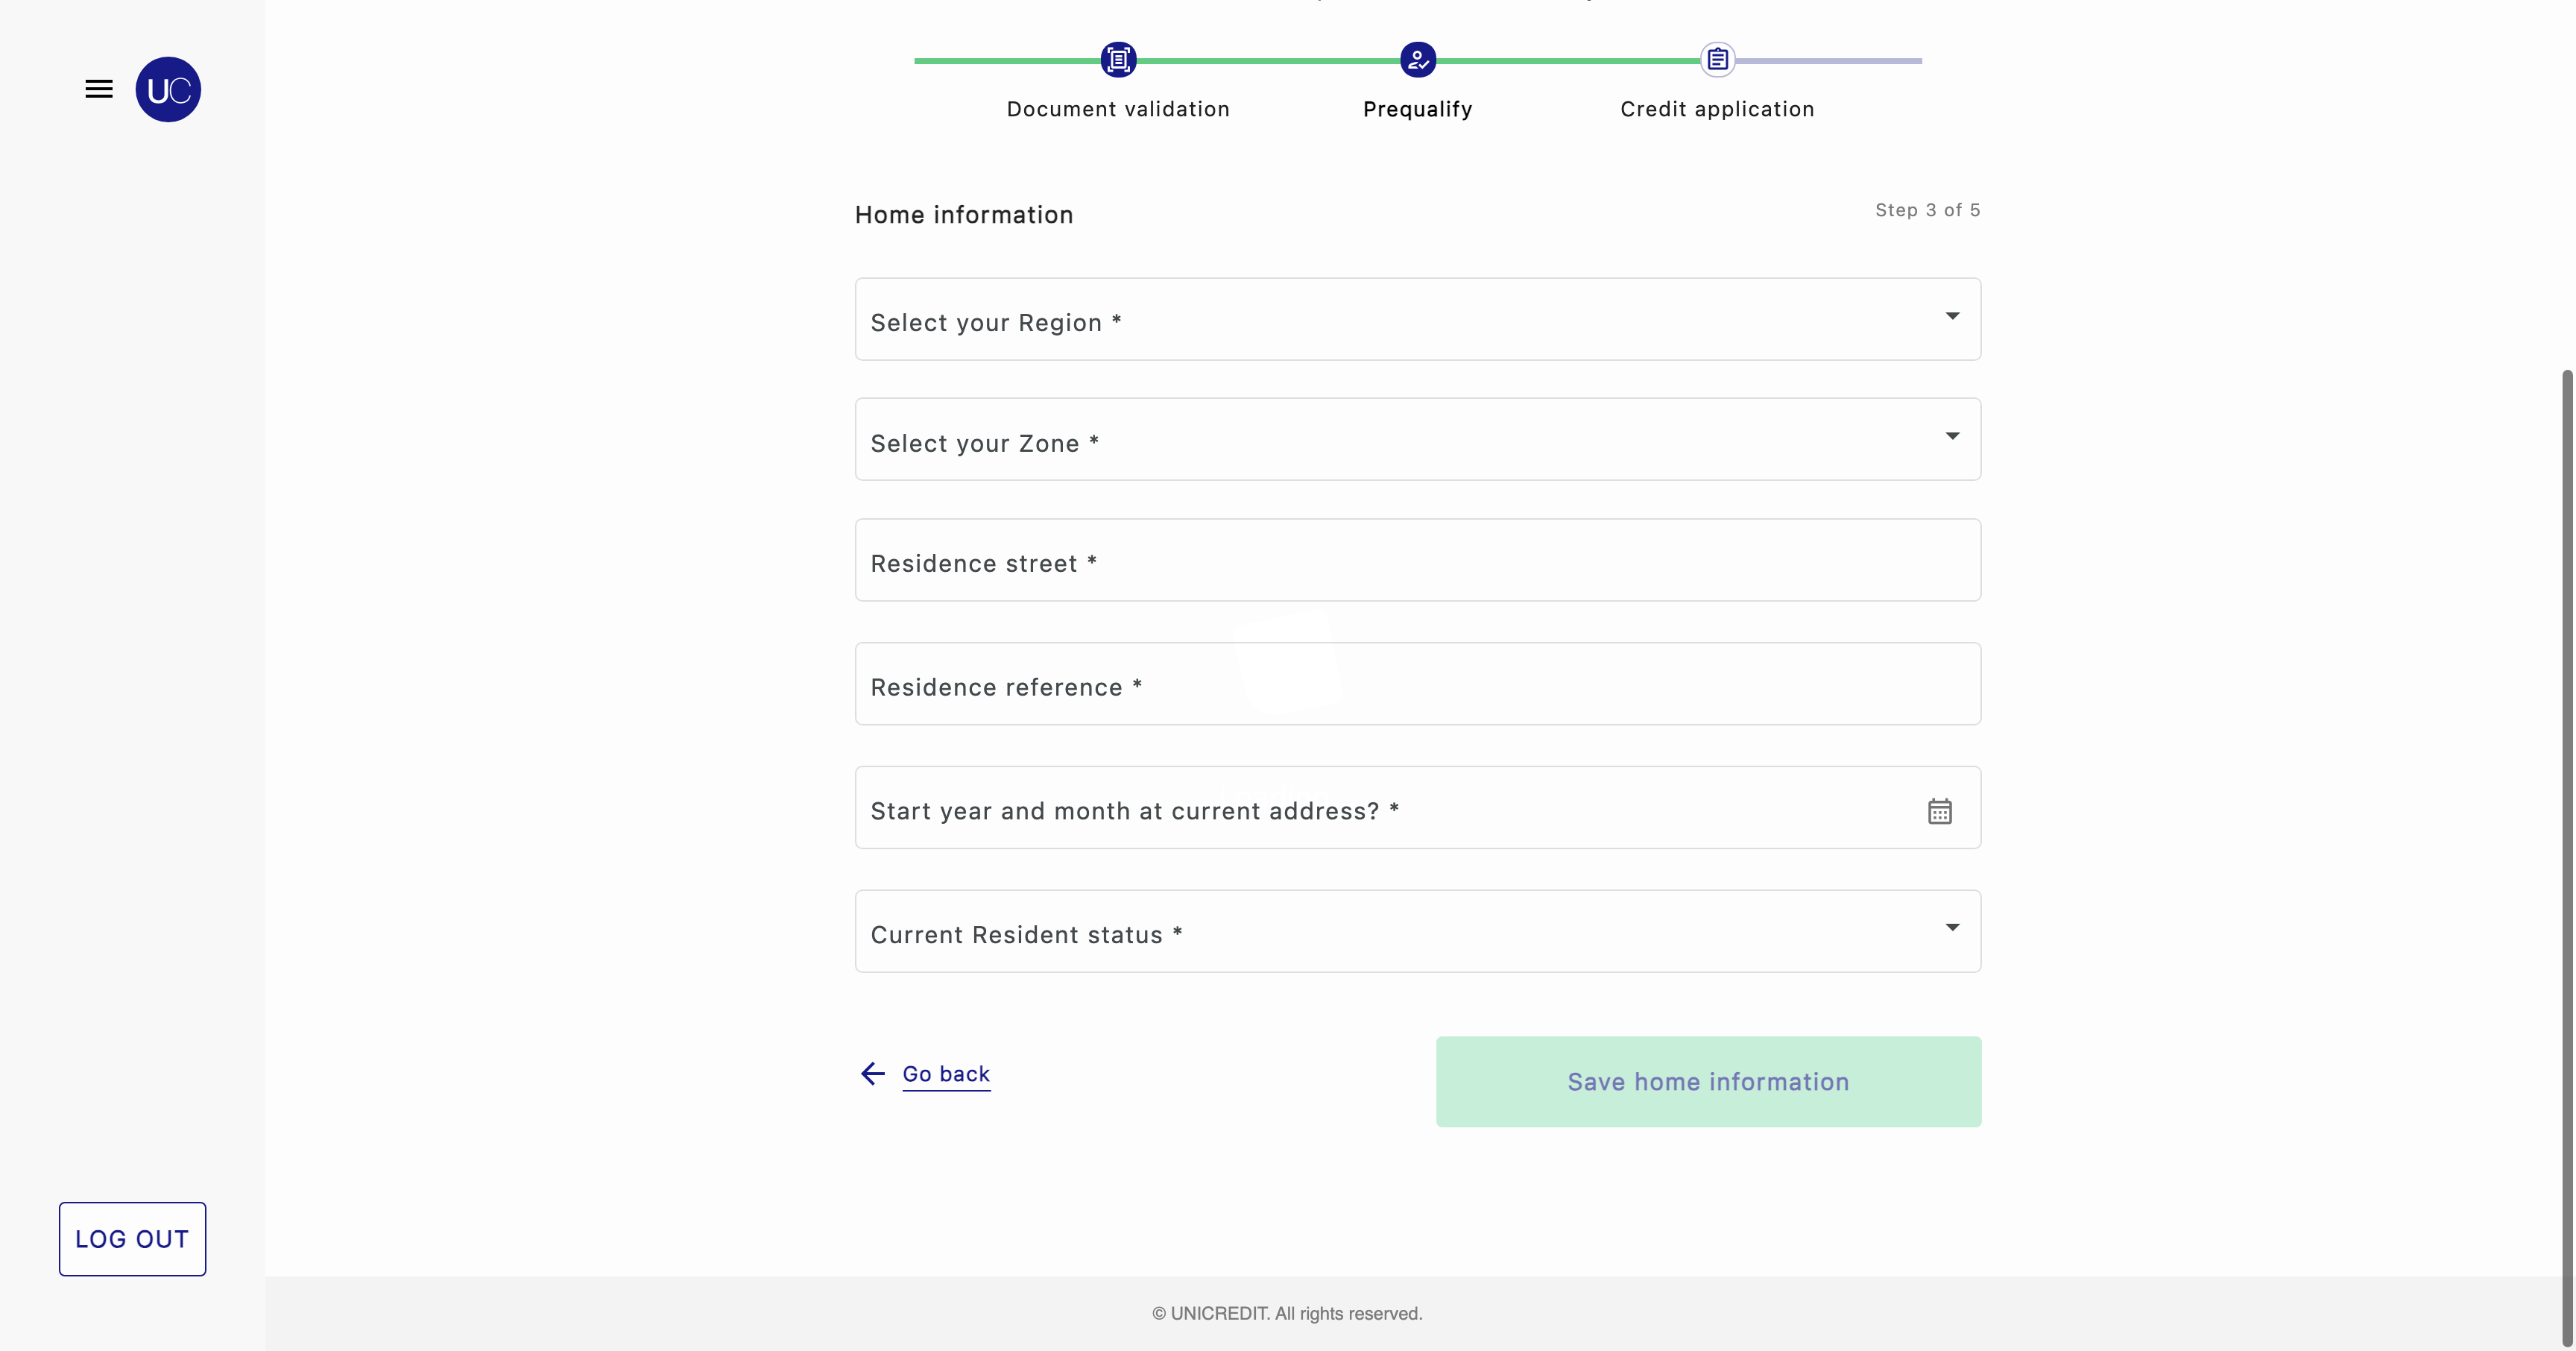 UC
Document validation
Prequalify
Credit application
Home information
Step 3 of 5
Select your Region *
Select your Zone *
Residence street *
Residence reference *
Start year and month at current address? *
Current Resident status *
Go back
Save home information
LOG OUT
© UNICREDIT. All rights reserved.